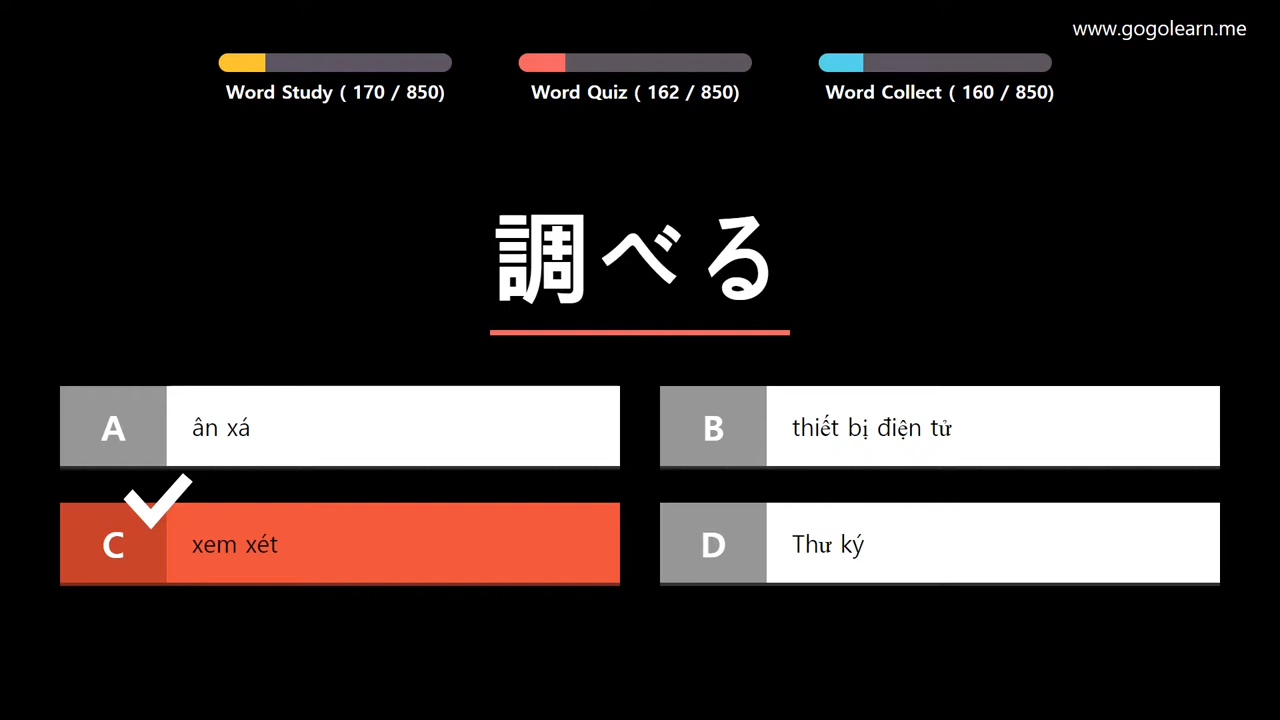 www.gogolearn.me
Word Study ( 170 / 850)
Word Quiz ( 162 / 850)
Word Collect ( 160 / 850)
調べる
A
ân xá
B
thiết bị điện tử
C
xem xét
D
Thư ký